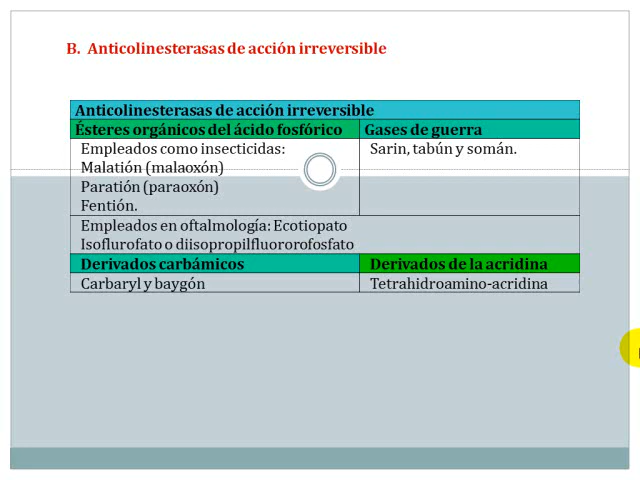 B. Anticolinesterasas de acción irreversible
Anticolinesterasas de acción irreversible
Ésteres orgánicos del ácido fosfórico
Gases de guerra
Empleados como insecticidas:
Malatión (malaoxón)
Paratión (paraoxón)
Fentión.
Sarin, tabún y somán.
Empleados en oftalmología: Ecotiopato
Isoflurofato o diisopropilfluororofosfato
Derivados carbámicos
Derivados de la acridina
Carbaryl y baygón
Tetrahidroamino-acridina